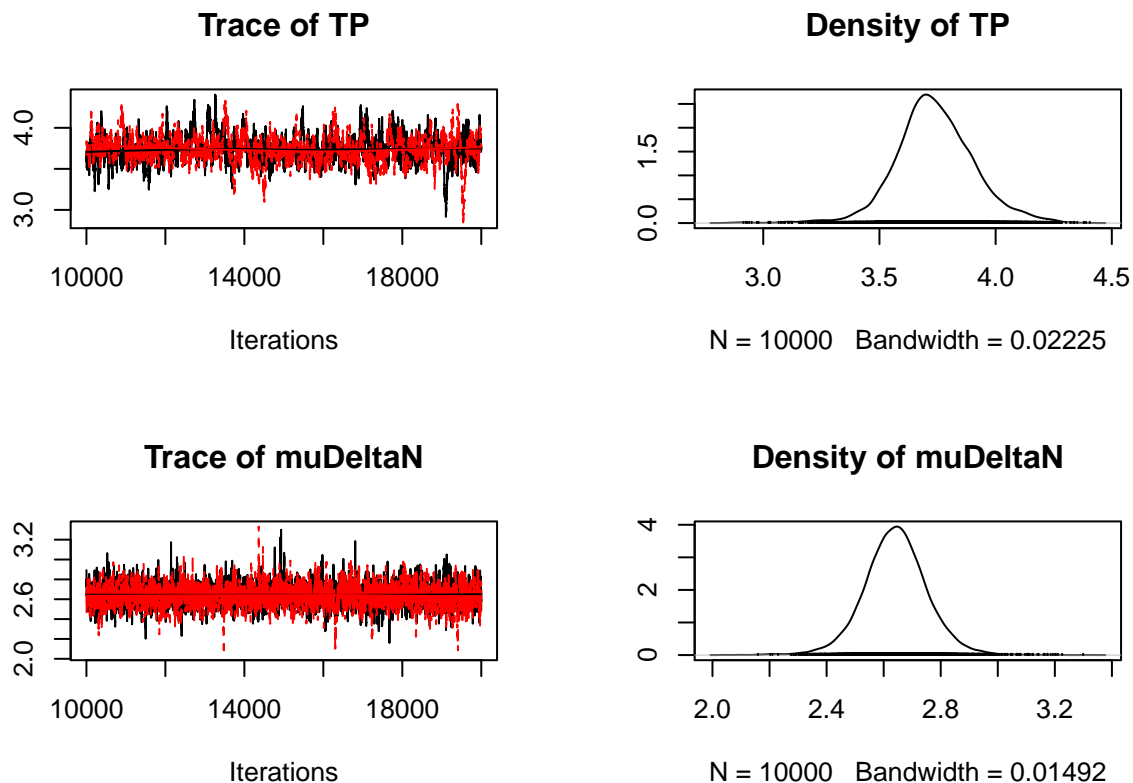 Trace of TP
4.0
3.0
10000 14000 18000
Iterations
Density of TP
1.5
0.0
3.0 3.5 4.0 4.5
N = 10000 Bandwidth = 0.02225
Trace of muDeltaN
3.2
2.6
2.0
10000 14000 18000
Iterations
Density of muDeltaN
4
2
0
2.0 2.4 2.8 3.2
N = 10000 Bandwidth = 0.01492